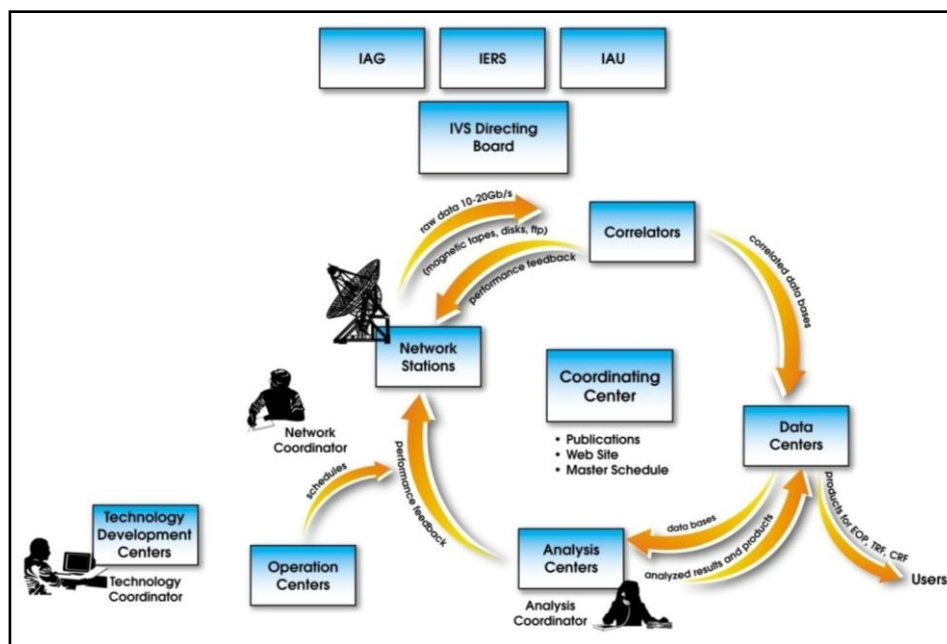 IAG
IERS
IAU
IVS Directing
Board
raw data 10-20Gb/s
(magnetic tapes, disks, ftp)
performance feedback
Correlators
correlated data bases
Network
Stations
Coordinating
Center
• Publications
• Web Site
• Master Schedule
Network
Coordinator
Data
Centers
schedules
performance feedback
data bases
analyzed results and products
products for EOP, TRF, CRF
Users
Technology
Development
Centers
Technology
Coordinator
Operation
Centers
Analysis
Centers
Analysis
Coordinator